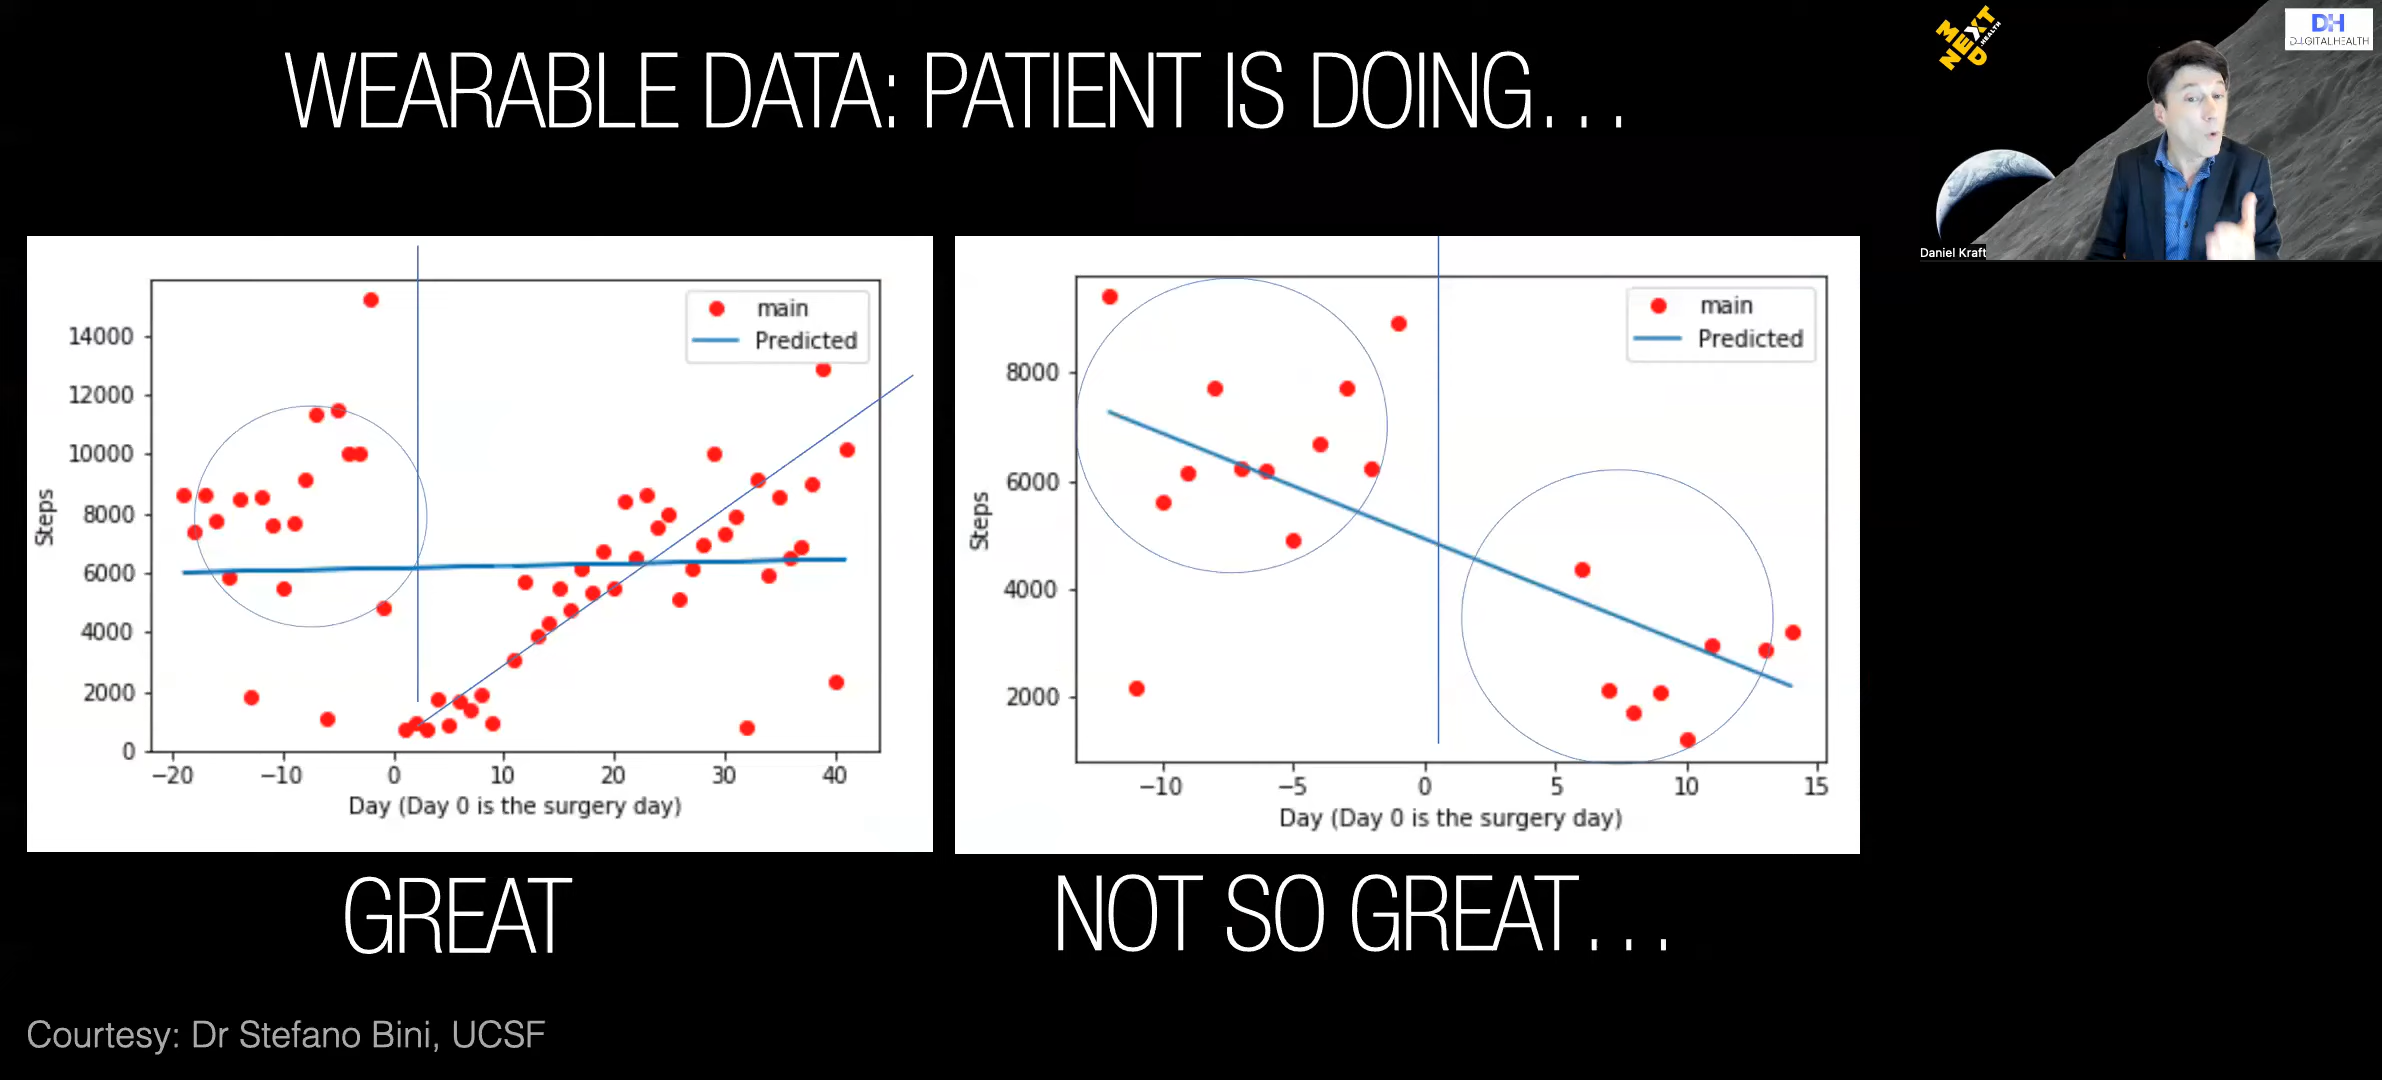 WEARABLE DATA: PATIENT IS DOING...
NEXT
MED
HEALTH
DH
DIGITALHEALTH
Daniel Kraft
main
Predicted
14000
12000
10000
8000
6000
4000
2000
0
Steps
−20 −10 0 10 20 30 40
Day (Day 0 is the surgery day)
main
Predicted
8000
6000
4000
2000
Steps
−10 −5 0 5 10 15
Day (Day 0 is the surgery day)
GREAT
NOT SO GREAT...
Courtesy: Dr Stefano Bini, UCSF